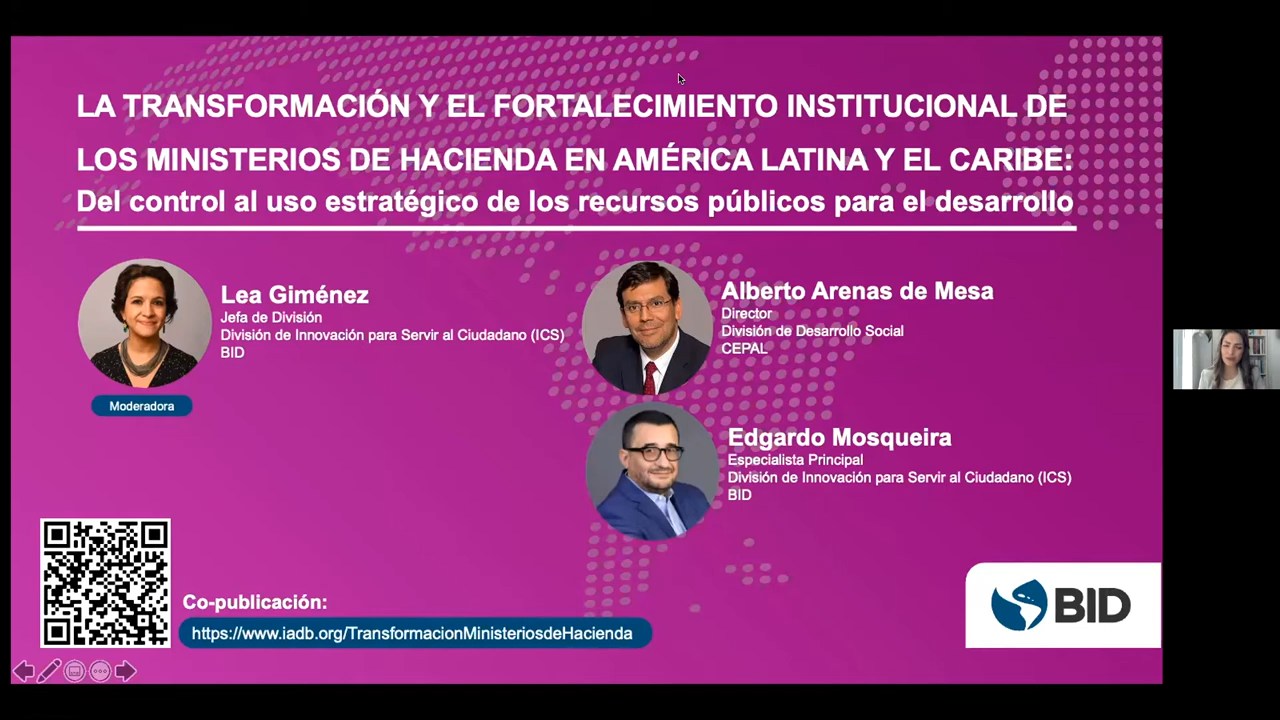 LA TRANSFORMACIÓN Y EL FORTALECIMIENTO INSTITUCIONAL DE
LOS MINISTERIOS DE HACIENDA EN AMÉRICA LATINA Y EL CARIBE:
Del control al uso estratégico de los recursos públicos para el desarrollo
Lea Giménez
Jefa de División
División de Innovación para Servir al Ciudadano (ICS)
BID
Moderadora
Alberto Arenas de Mesa
Director
División de Desarrollo Social
CEPAL
Edgardo Mosqueira
Especialista Principal
División de Innovación para Servir al Ciudadano (ICS)
BID
Co-publicación:
https://www.iadb.org/TransformacionMinisteriosdeHacienda
BID